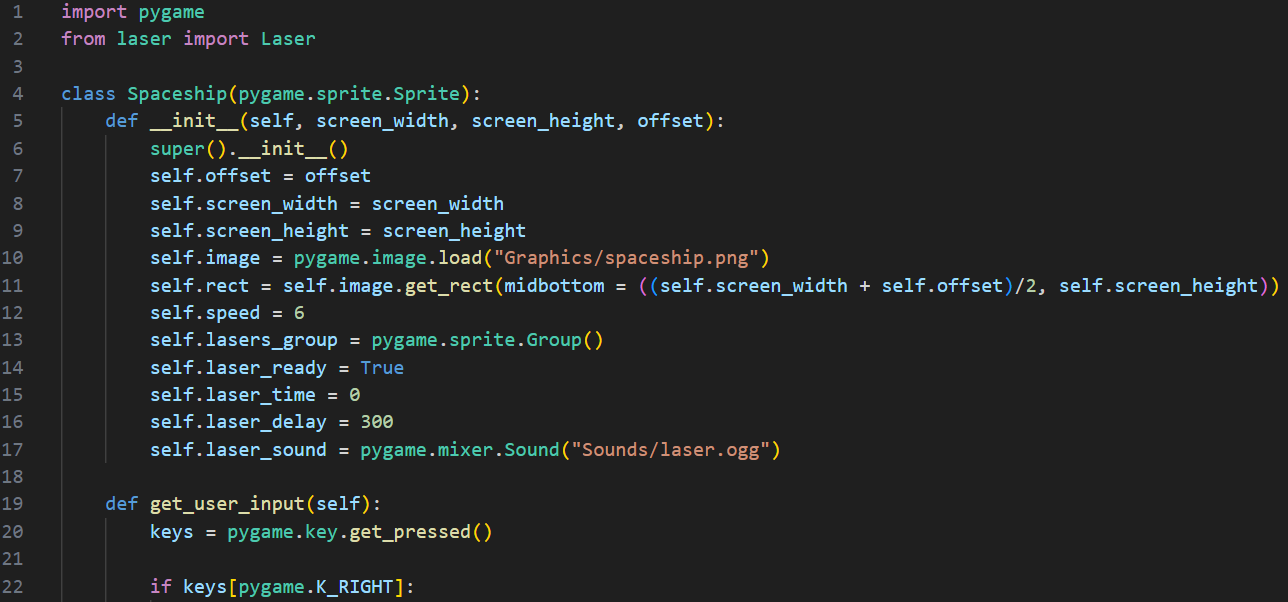 1 import pygame
2 from laser import Laser
3
4 class Spaceship(pygame.sprite.Sprite):
5     def __init__(self, screen_width, screen_height, offset):
6         super().__init__()
7         self.offset = offset
8         self.screen_width = screen_width
9         self.screen_height = screen_height
10         self.image = pygame.image.load("Graphics/spaceship.png")
11         self.rect = self.image.get_rect(midbottom = ((self.screen_width + self.offset)/2, self.screen_height))
12         self.speed = 6
13         self.lasers_group = pygame.sprite.Group()
14         self.laser_ready = True
15         self.laser_time = 0
16         self.laser_delay = 300
17         self.laser_sound = pygame.mixer.Sound("Sounds/laser.ogg")
18
19     def get_user_input(self):
20         keys = pygame.key.get_pressed()
21
22         if keys[pygame.K_RIGHT]: